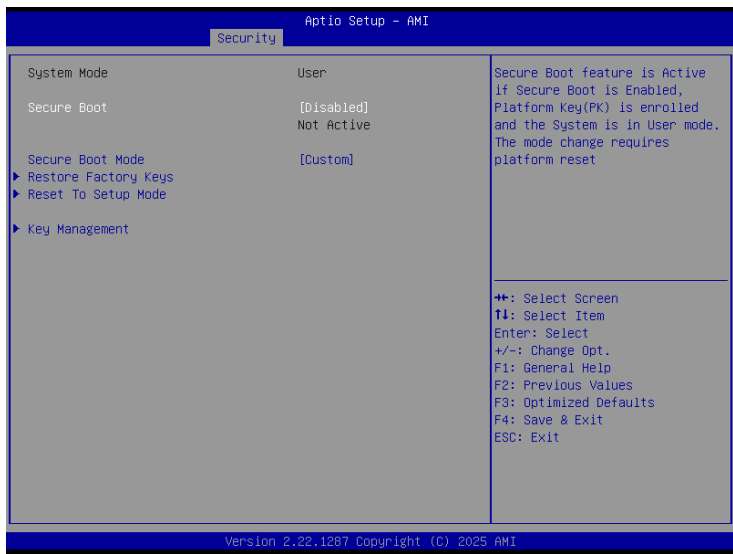 Aptio Setup – AMI
Security
System Mode User
Secure Boot [Disabled]
Not Active
Secure Boot Mode [Custom]
Restore Factory Keys
Reset To Setup Mode
Key Management
Secure Boot feature is Active
if Secure Boot is Enabled,
Platform Key(PK) is enrolled
and the System is in User mode.
The mode change requires
platform reset
→←: Select Screen
↑↓: Select Item
Enter: Select
+/-: Change Opt.
F1: General Help
F2: Previous Values
F3: Optimized Defaults
F4: Save & Exit
ESC: Exit
Version 2.22.1287 Copyright (C) 2025 AMI